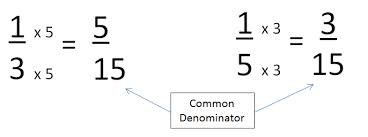 1 x 5 = 5
3 x 5 15
1 x 3 = 3
5 x 3 15
Common
Denominator